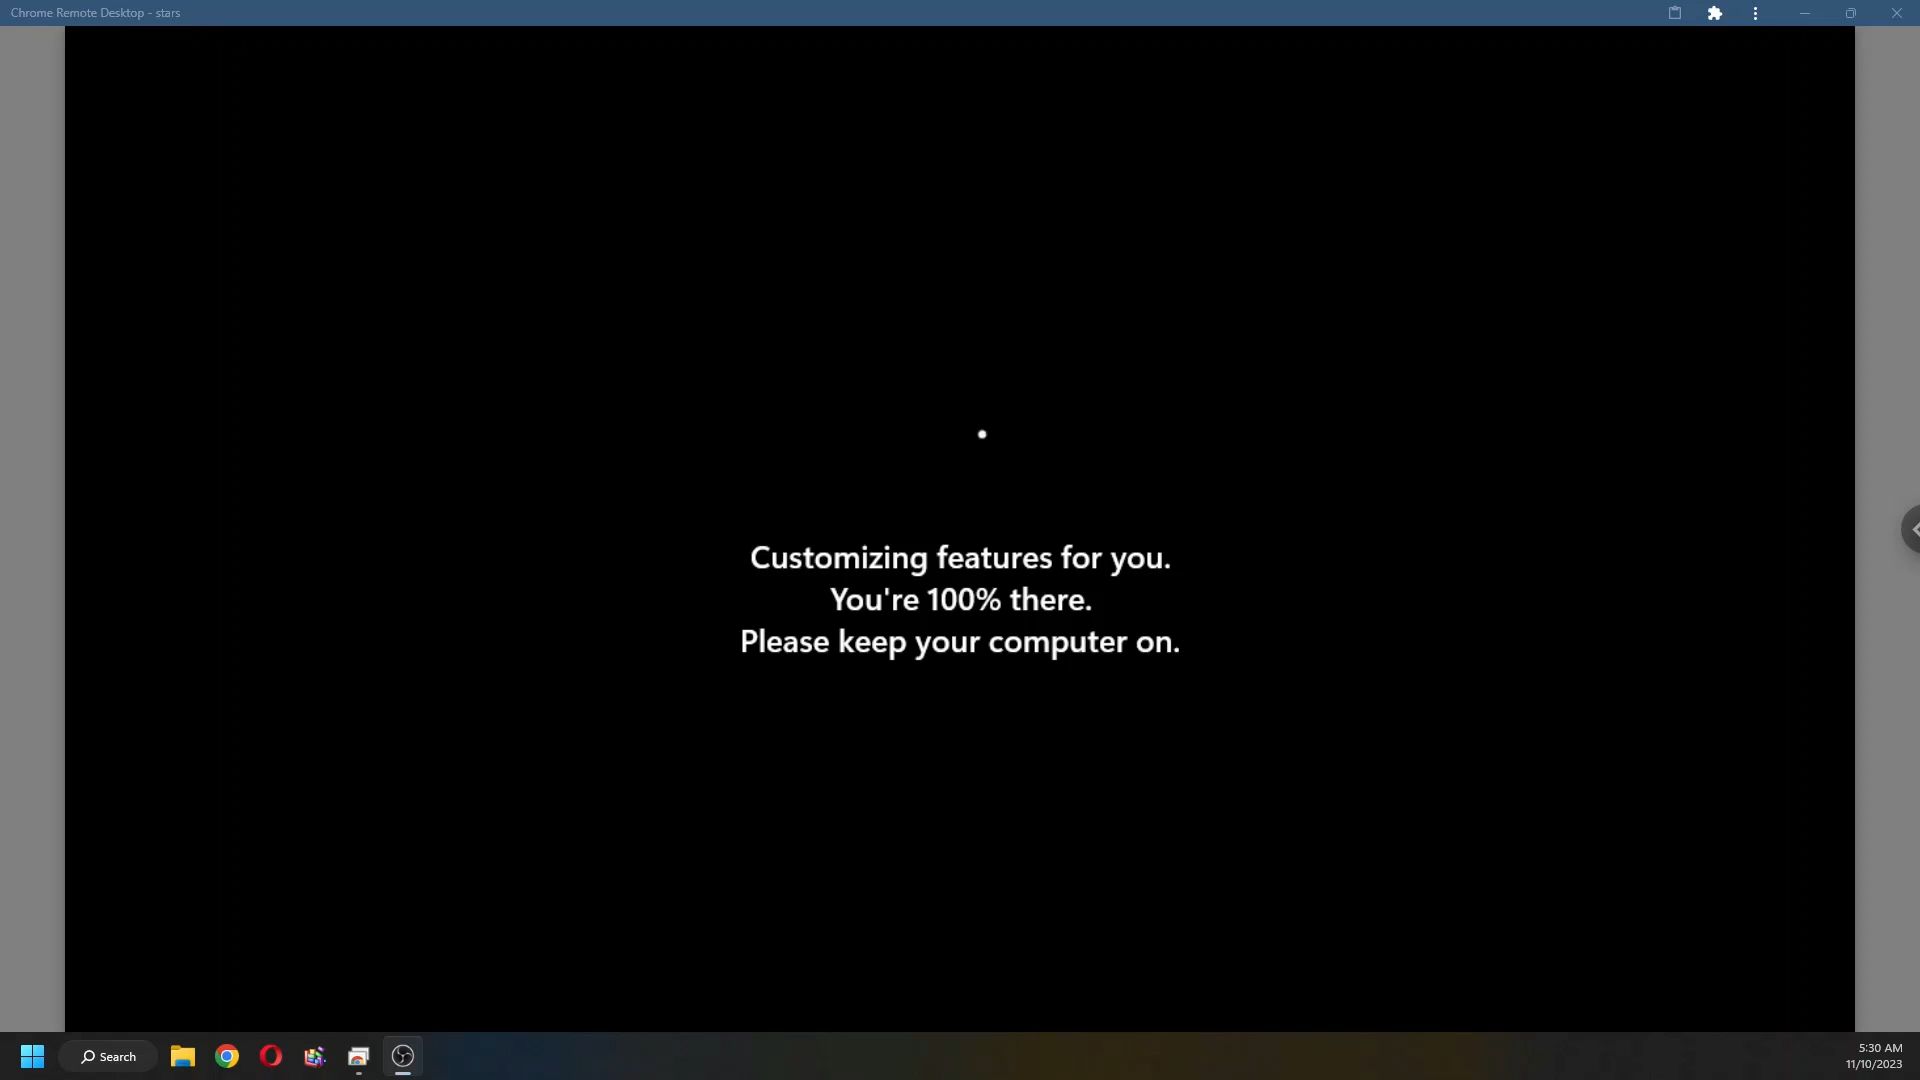 Chrome Remote Desktop - stars
Customizing features for you.
You're 100% there.
Please keep your computer on.
Search
5:30 AM
11/10/2023